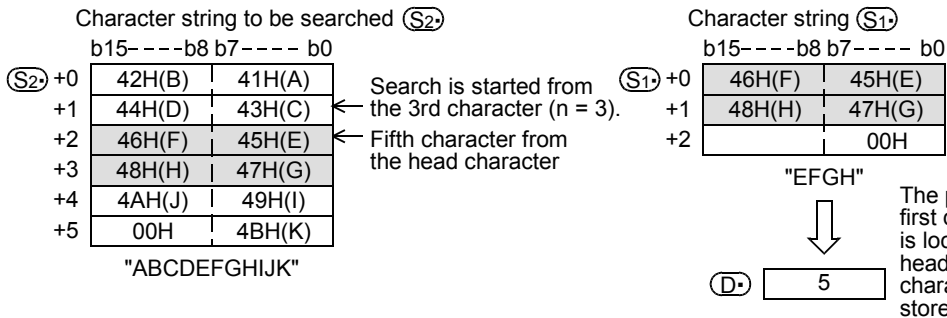 Character string to be searched S2•
b15----b8 b7---- b0
S2• +0 42H(B) 41H(A)
+1 44H(D) 43H(C)
+2 46H(F) 45H(E)
+3 48H(H) 47H(G)
+4 4AH(J) 49H(I)
+5 00H 4BH(K)
"ABCDEFGHIJK"
Search is started from
the 3rd character (n = 3).
Fifth character from
the head character
Character string S1•
b15----b8 b7---- b0
S1• +0 46H(F) 45H(E)
+1 48H(H) 47H(G)
+2 00H
"EFGH"
The
first
is
head
D• 5